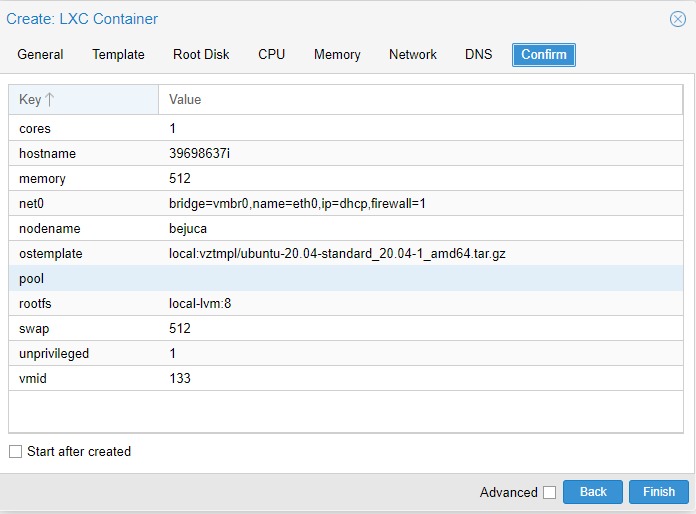 Create: LXC Container
General Template Root Disk CPU Memory Network DNS Confirm
Key Value
cores 1
hostname 39698637i
memory 512
net0 bridge=vmbr0,name=eth0,ip=dhcp,firewall=1
nodename bejuca
ostemplate local:vztmpl/ubuntu-20.04-standard_20.04-1_amd64.tar.gz
pool
rootfs local-lvm:8
swap 512
unprivileged 1
vmid 133
Start after created
Advanced Back Finish